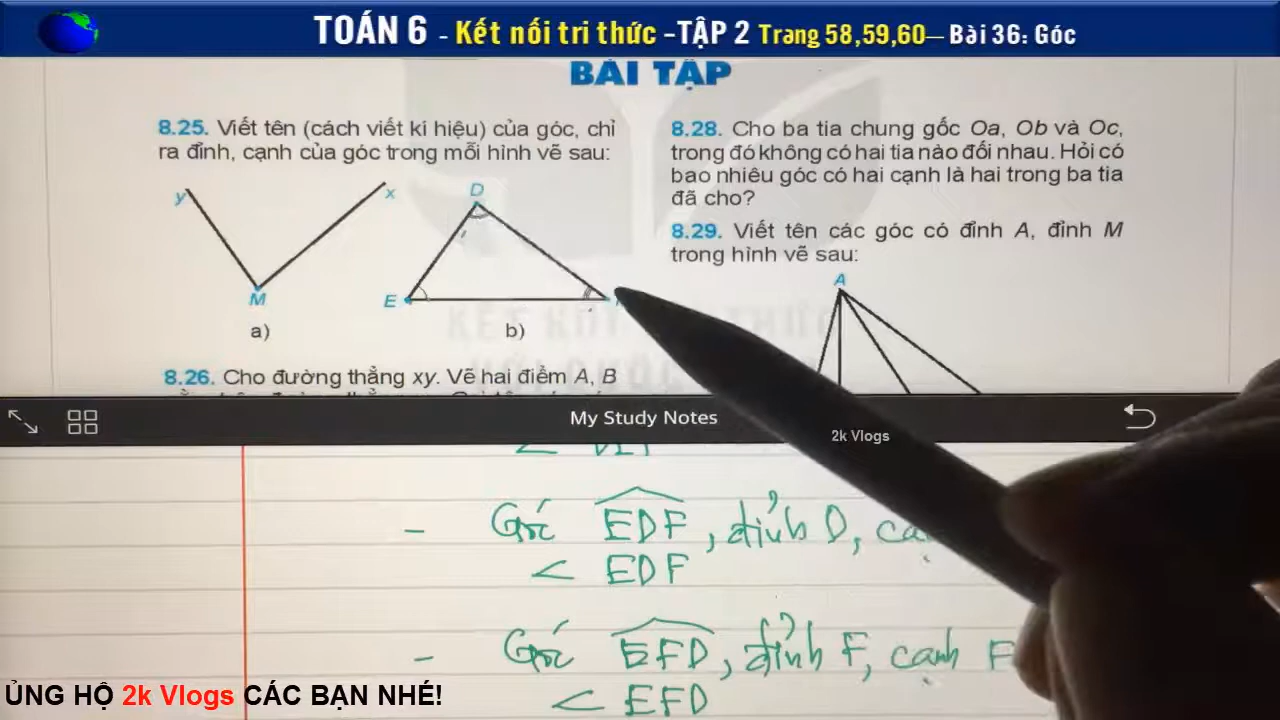 TOÁN 6 - Kết nối tri thức -TẬP 2 Trang 58,59,60– Bài 36: Góc
BÀI TẬP
8.25. Viết tên (cách viết kí hiệu) của góc, chỉ
ra đỉnh, cạnh của góc trong mỗi hình vẽ sau:
y
x
M
a)
D
E
b)
8.26. Cho đường thẳng xy. Vẽ hai điểm A, B
8.28. Cho ba tia chung gốc Oa, Ob và Oc,
trong đó không có hai tia nào đối nhau. Hỏi có
bao nhiêu góc có hai cạnh là hai trong ba tia
đã cho?
8.29. Viết tên các góc có đỉnh A, đỉnh M
trong hình vẽ sau:
A
KẾT NỐI TRI THỨC
My Study Notes
2k Vlogs
- Góc EDF, đỉnh D,
< EDF
- Góc EFD, đỉnh F, cạnh F
< EFD
ỦNG HỘ 2k Vlogs CÁC BẠN NHÉ!